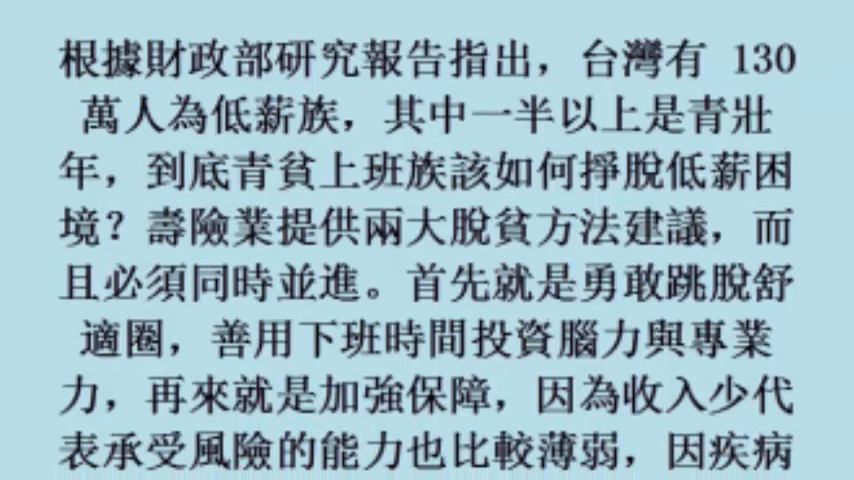 根據財政部研究報告指出，台灣有 130
萬人為低薪族，其中一半以上是青壯
年，到底青貧上班族該如何掙脫低薪困
境？壽險業提供兩大脫貧方法建議，而
且必須同時並進。首先就是勇敢跳脫舒
適圈，善用下班時間投資腦力與專業
力，再來就是加強保障，因為收入少代
表承受風險的能力也比較薄弱，因疾病